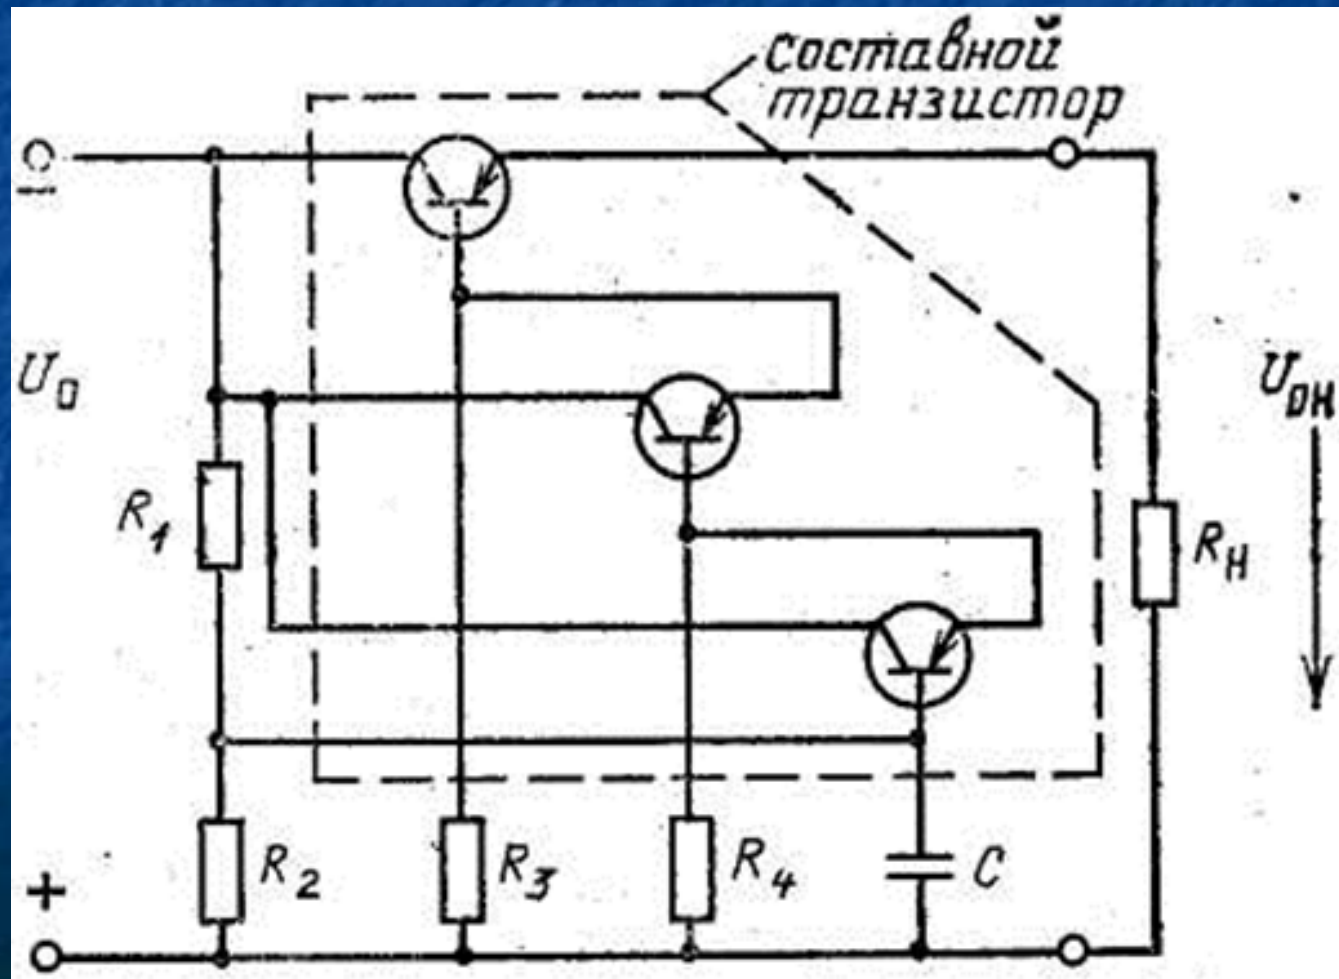 Составной
транзистор
−
U₀
U₀н
R₁
Rн
R₂
R₃
R₄
C
+